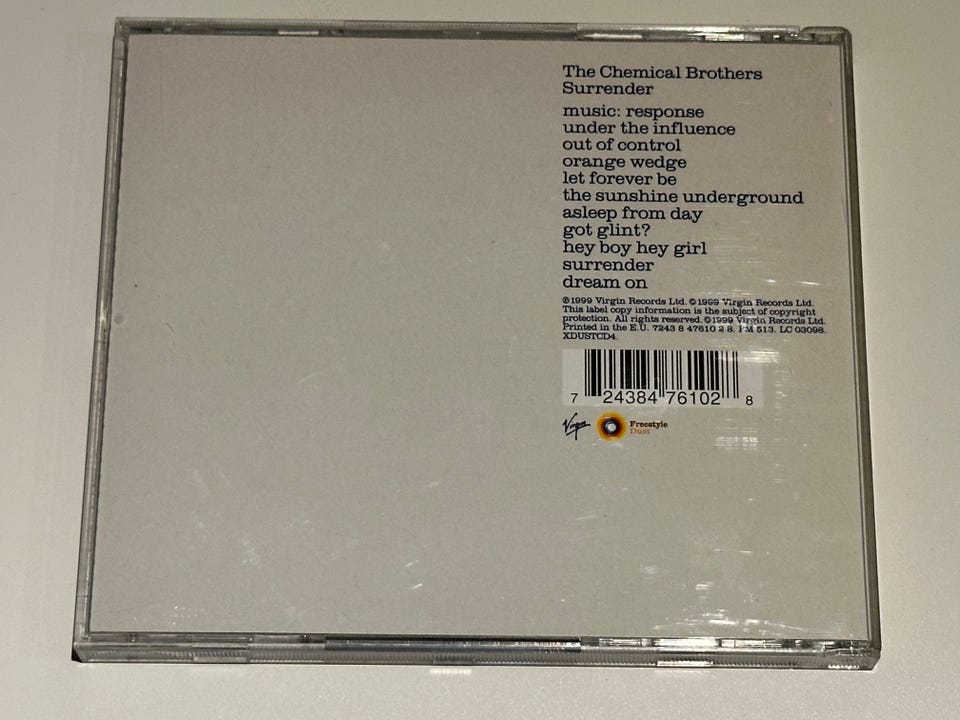 The Chemical Brothers
Surrender
music: response
under the influence
out of control
orange wedge
let forever be
the sunshine underground
asleep from day
got glint?
hey boy hey girl
surrender
dream on
℗1999 Virgin Records Ltd. ©1999 Virgin Records Ltd.
This label copy information is the subject of copyright
protection. All rights reserved. ©1999 Virgin Records Ltd.
Printed in the E.U. 7243 8 47610 2 8. PM 513. LC 03098.
XDUSTCD4.
7 24384 76102 8
Virgin
Freestyle
Dust